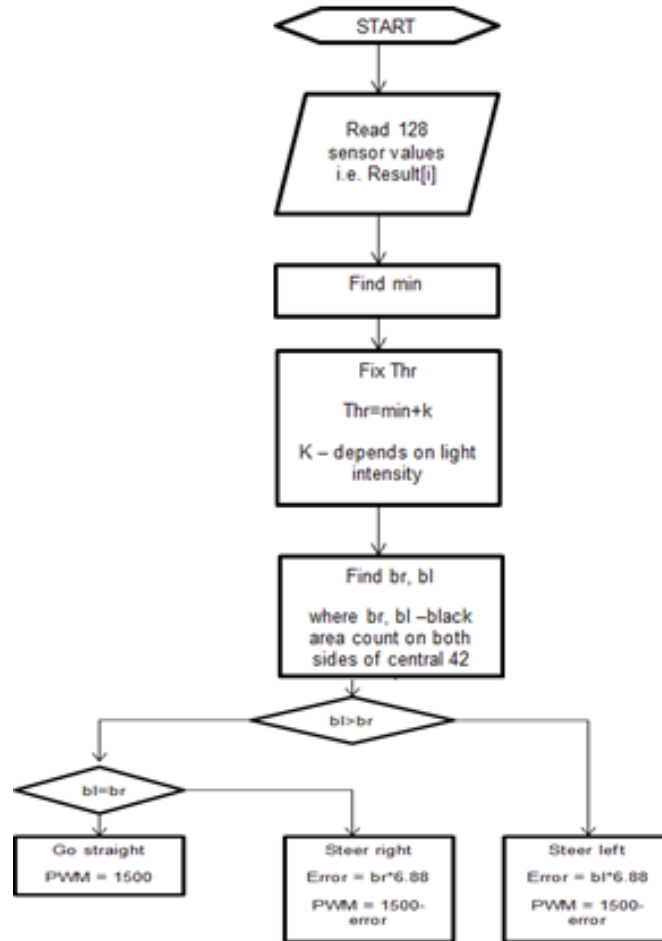 START
Read 128
sensor values
i.e. Result[i]
Find min
Fix Thr
Thr=min+k
K – depends on light
intensity
Find br, bl
where br, bl –black
area count on both
sides of central 42
bl>br
bl=br
Go straight
PWM = 1500
Steer right
Error = br*6.88
PWM = 1500-
error
Steer left
Error = bl*6.88
PWM = 1500-
error